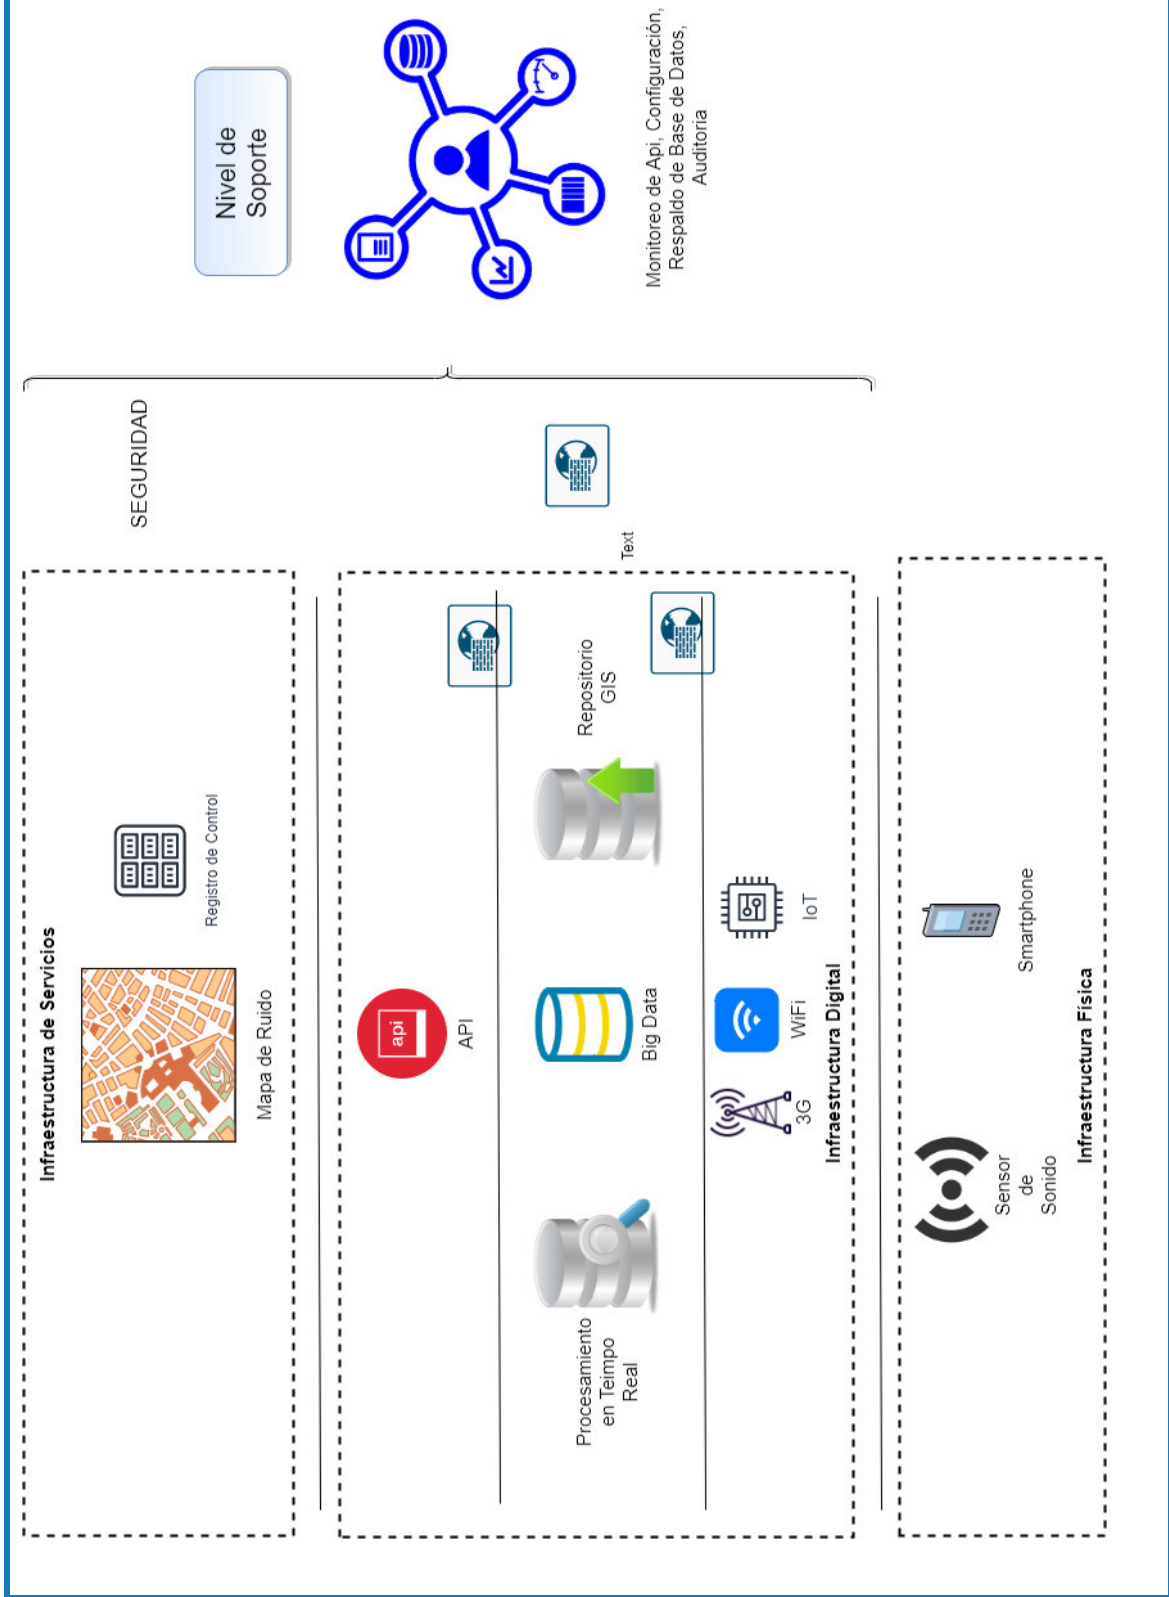 Infraestructura de Servicios
Mapa de Ruido
Registro de Control
SEGURIDAD
api
API
Procesamiento
en Teimpo
Real
Big Data
Repositorio
GIS
Text
3G
WiFi
IoT
Infraestructura Digital
Sensor
de
Sonido
Smartphone
Infraestructura Física
Nivel de
Soporte
Monitoreo de Api, Configuración,
Respaldo de Base de Datos,
Auditoria